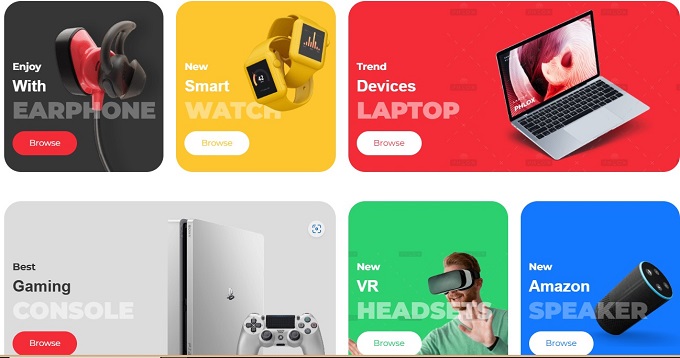 Enjoy
With
EARPHONE
Browse
New
Smart
WATCH
Browse
Trend
Devices
LAPTOP
Browse
PHLOX
Best
Gaming
CONSOLE
Browse
New
VR
HEADSETS
Browse
New
Amazon
SPEAKER
Browse